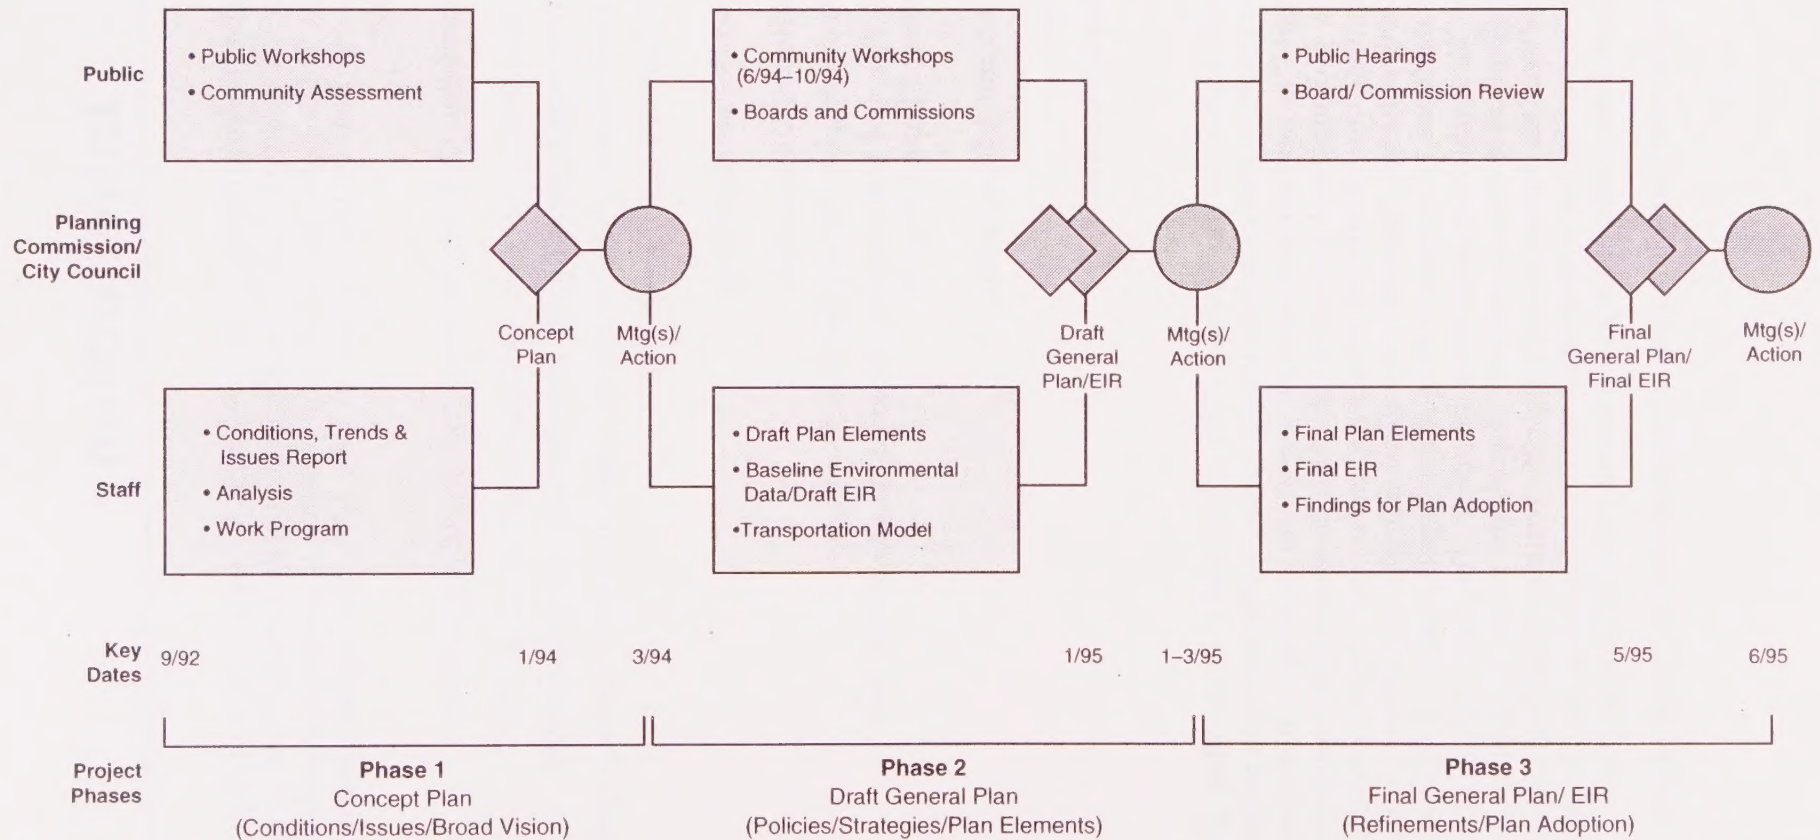 Public
• Public Workshops
• Community Assessment
• Community Workshops
(6/94–10/94)
• Boards and Commissions
• Public Hearings
• Board/ Commission Review
Planning
Commission/
City Council
Concept
Plan
Mtg(s)/
Action
Draft
General
Plan/EIR
Mtg(s)/
Action
Final
General Plan/
Final EIR
Mtg(s)/
Action
Staff
• Conditions, Trends &
Issues Report
• Analysis
• Work Program
• Draft Plan Elements
• Baseline Environmental
Data/Draft EIR
•Transportation Model
• Final Plan Elements
• Final EIR
• Findings for Plan Adoption
Key
Dates
9/92
1/94
3/94
1/95
1–3/95
5/95
6/95
Project
Phases
Phase 1
Concept Plan
(Conditions/Issues/Broad Vision)
Phase 2
Draft General Plan
(Policies/Strategies/Plan Elements)
Phase 3
Final General Plan/ EIR
(Refinements/Plan Adoption)